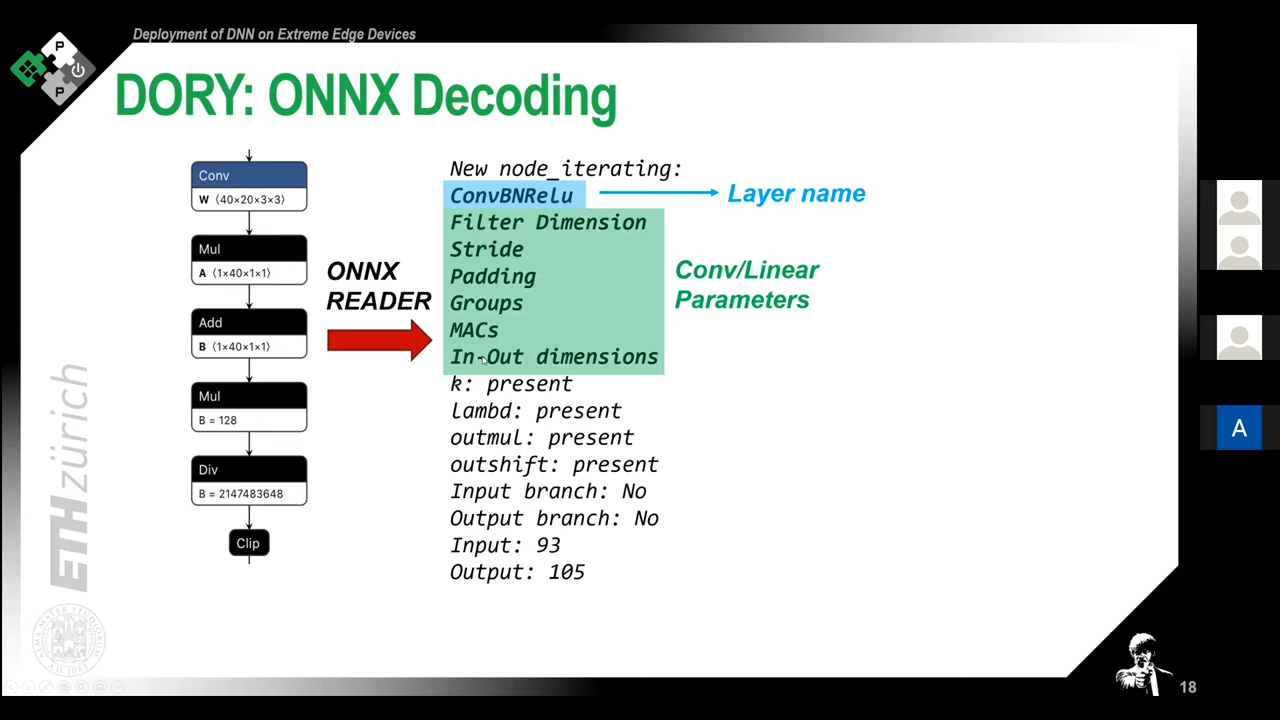 Deployment of DNN on Extreme Edge Devices
P
P
P
DORY: ONNX Decoding
Conv
W ⟨40×20×3×3⟩
Mul
A ⟨1×40×1×1⟩
Add
B ⟨1×40×1×1⟩
Mul
B = 128
Div
B = 2147483648
Clip
ONNX
READER
New node_iterating:
ConvBNRelu
Filter Dimension
Stride
Padding
Groups
MACs
In-Out dimensions
k: present
lambd: present
outmul: present
outshift: present
Input branch: No
Output branch: No
Input: 93
Output: 105
Layer name
Conv/Linear
Parameters
ETHzürich
A
18